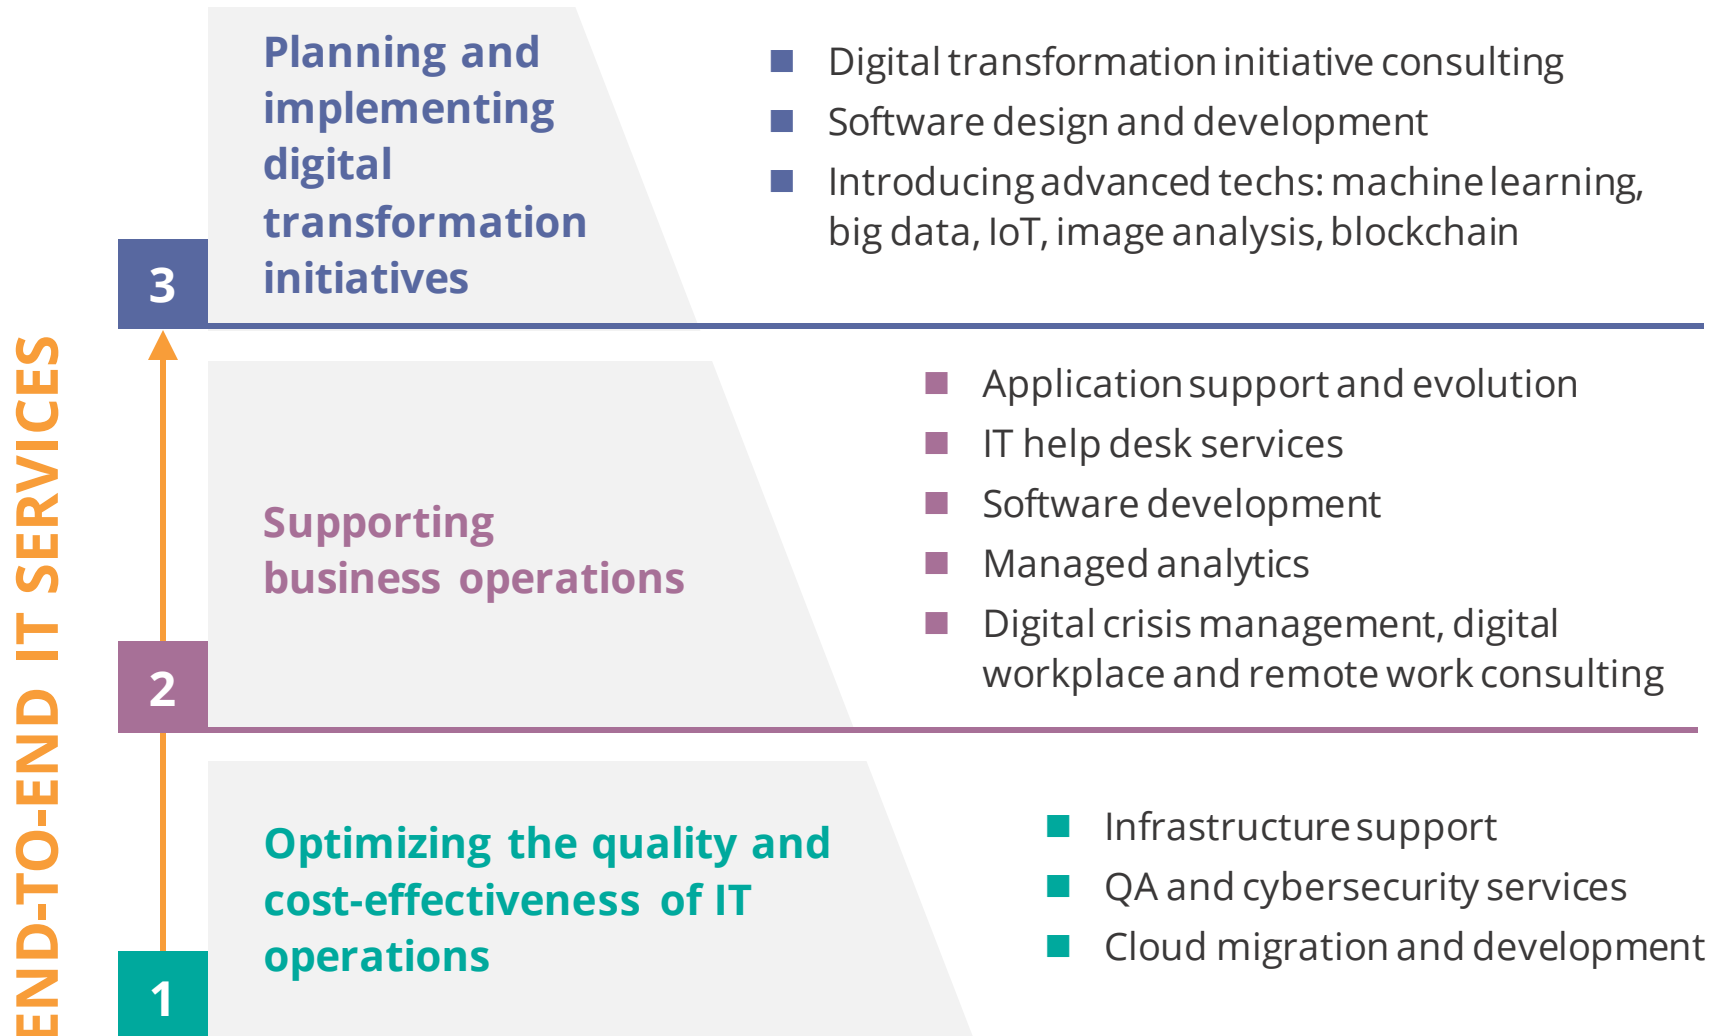 Planning and
implementing
digital
transformation
initiatives
3
Digital transformation initiative consulting
Software design and development
Introducing advanced techs: machine learning,
big data, IoT, image analysis, blockchain
END-TO-END IT SERVICES
Supporting
business operations
2
Application support and evolution
IT help desk services
Software development
Managed analytics
Digital crisis management, digital
workplace and remote work consulting
Optimizing the quality and
cost-effectiveness of IT
operations
1
Infrastructure support
QA and cybersecurity services
Cloud migration and development